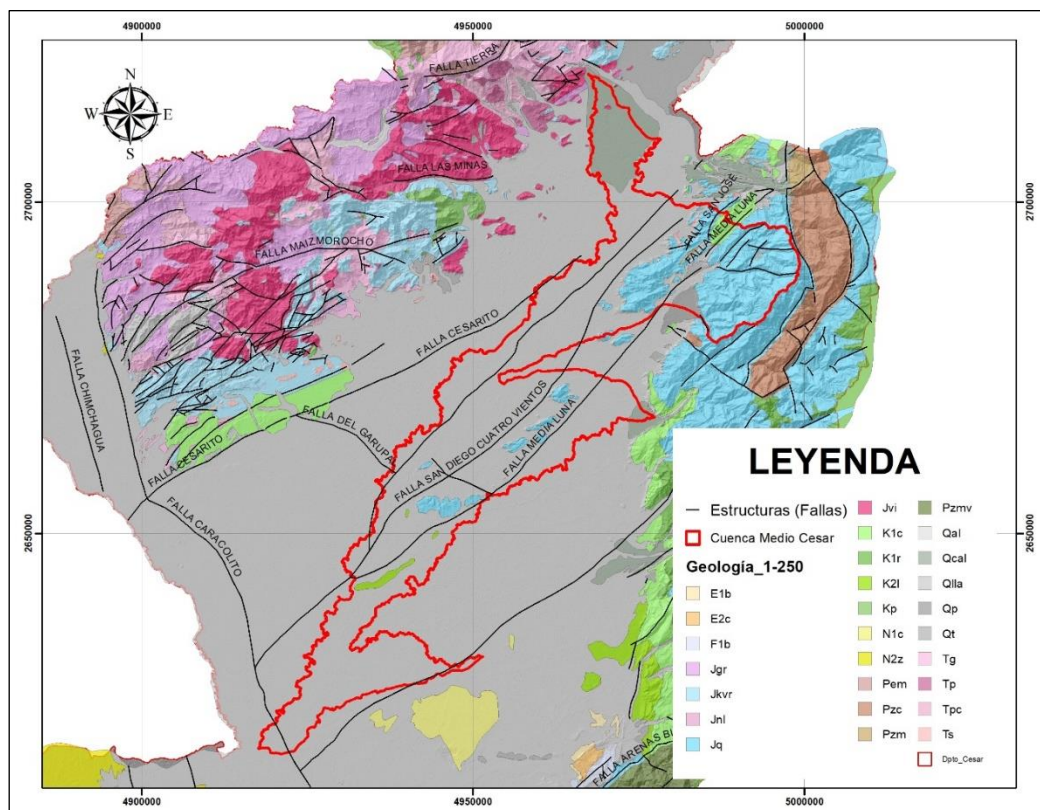 4900000
4950000
5000000
N
W E
S
FALLA TIERRA
FALLA LAS MINAS
2700000
2700000
FALLA SAN JOSE
FALLA MEDIA LUNA
FALLA MAIZMOROCHO
FALLA CESARITO
FALLA CHIMCHAGUA
FALLA DEL GARUPAL
FALLA SAN DIEGO CUATRO VIENTOS
FALLA MEDIA LUNA
FALLA CESARITO
FALLA CARACOLITO
2650000
2650000
FALLA ARENAS BL
LEYENDA
Estructuras (Fallas)
Cuenca Medio Cesar
Geología_1-250
E1b
E2c
F1b
Jgr
Jkvr
Jnl
Jq
Jvi
K1c
K1r
K2l
Kp
N1c
N2z
Pem
Pzc
Pzm
Pzmv
Qal
Qcal
Qlla
Qp
Qt
Tg
Tp
Tpc
Ts
Dpto_Cesar
4900000
4950000
5000000